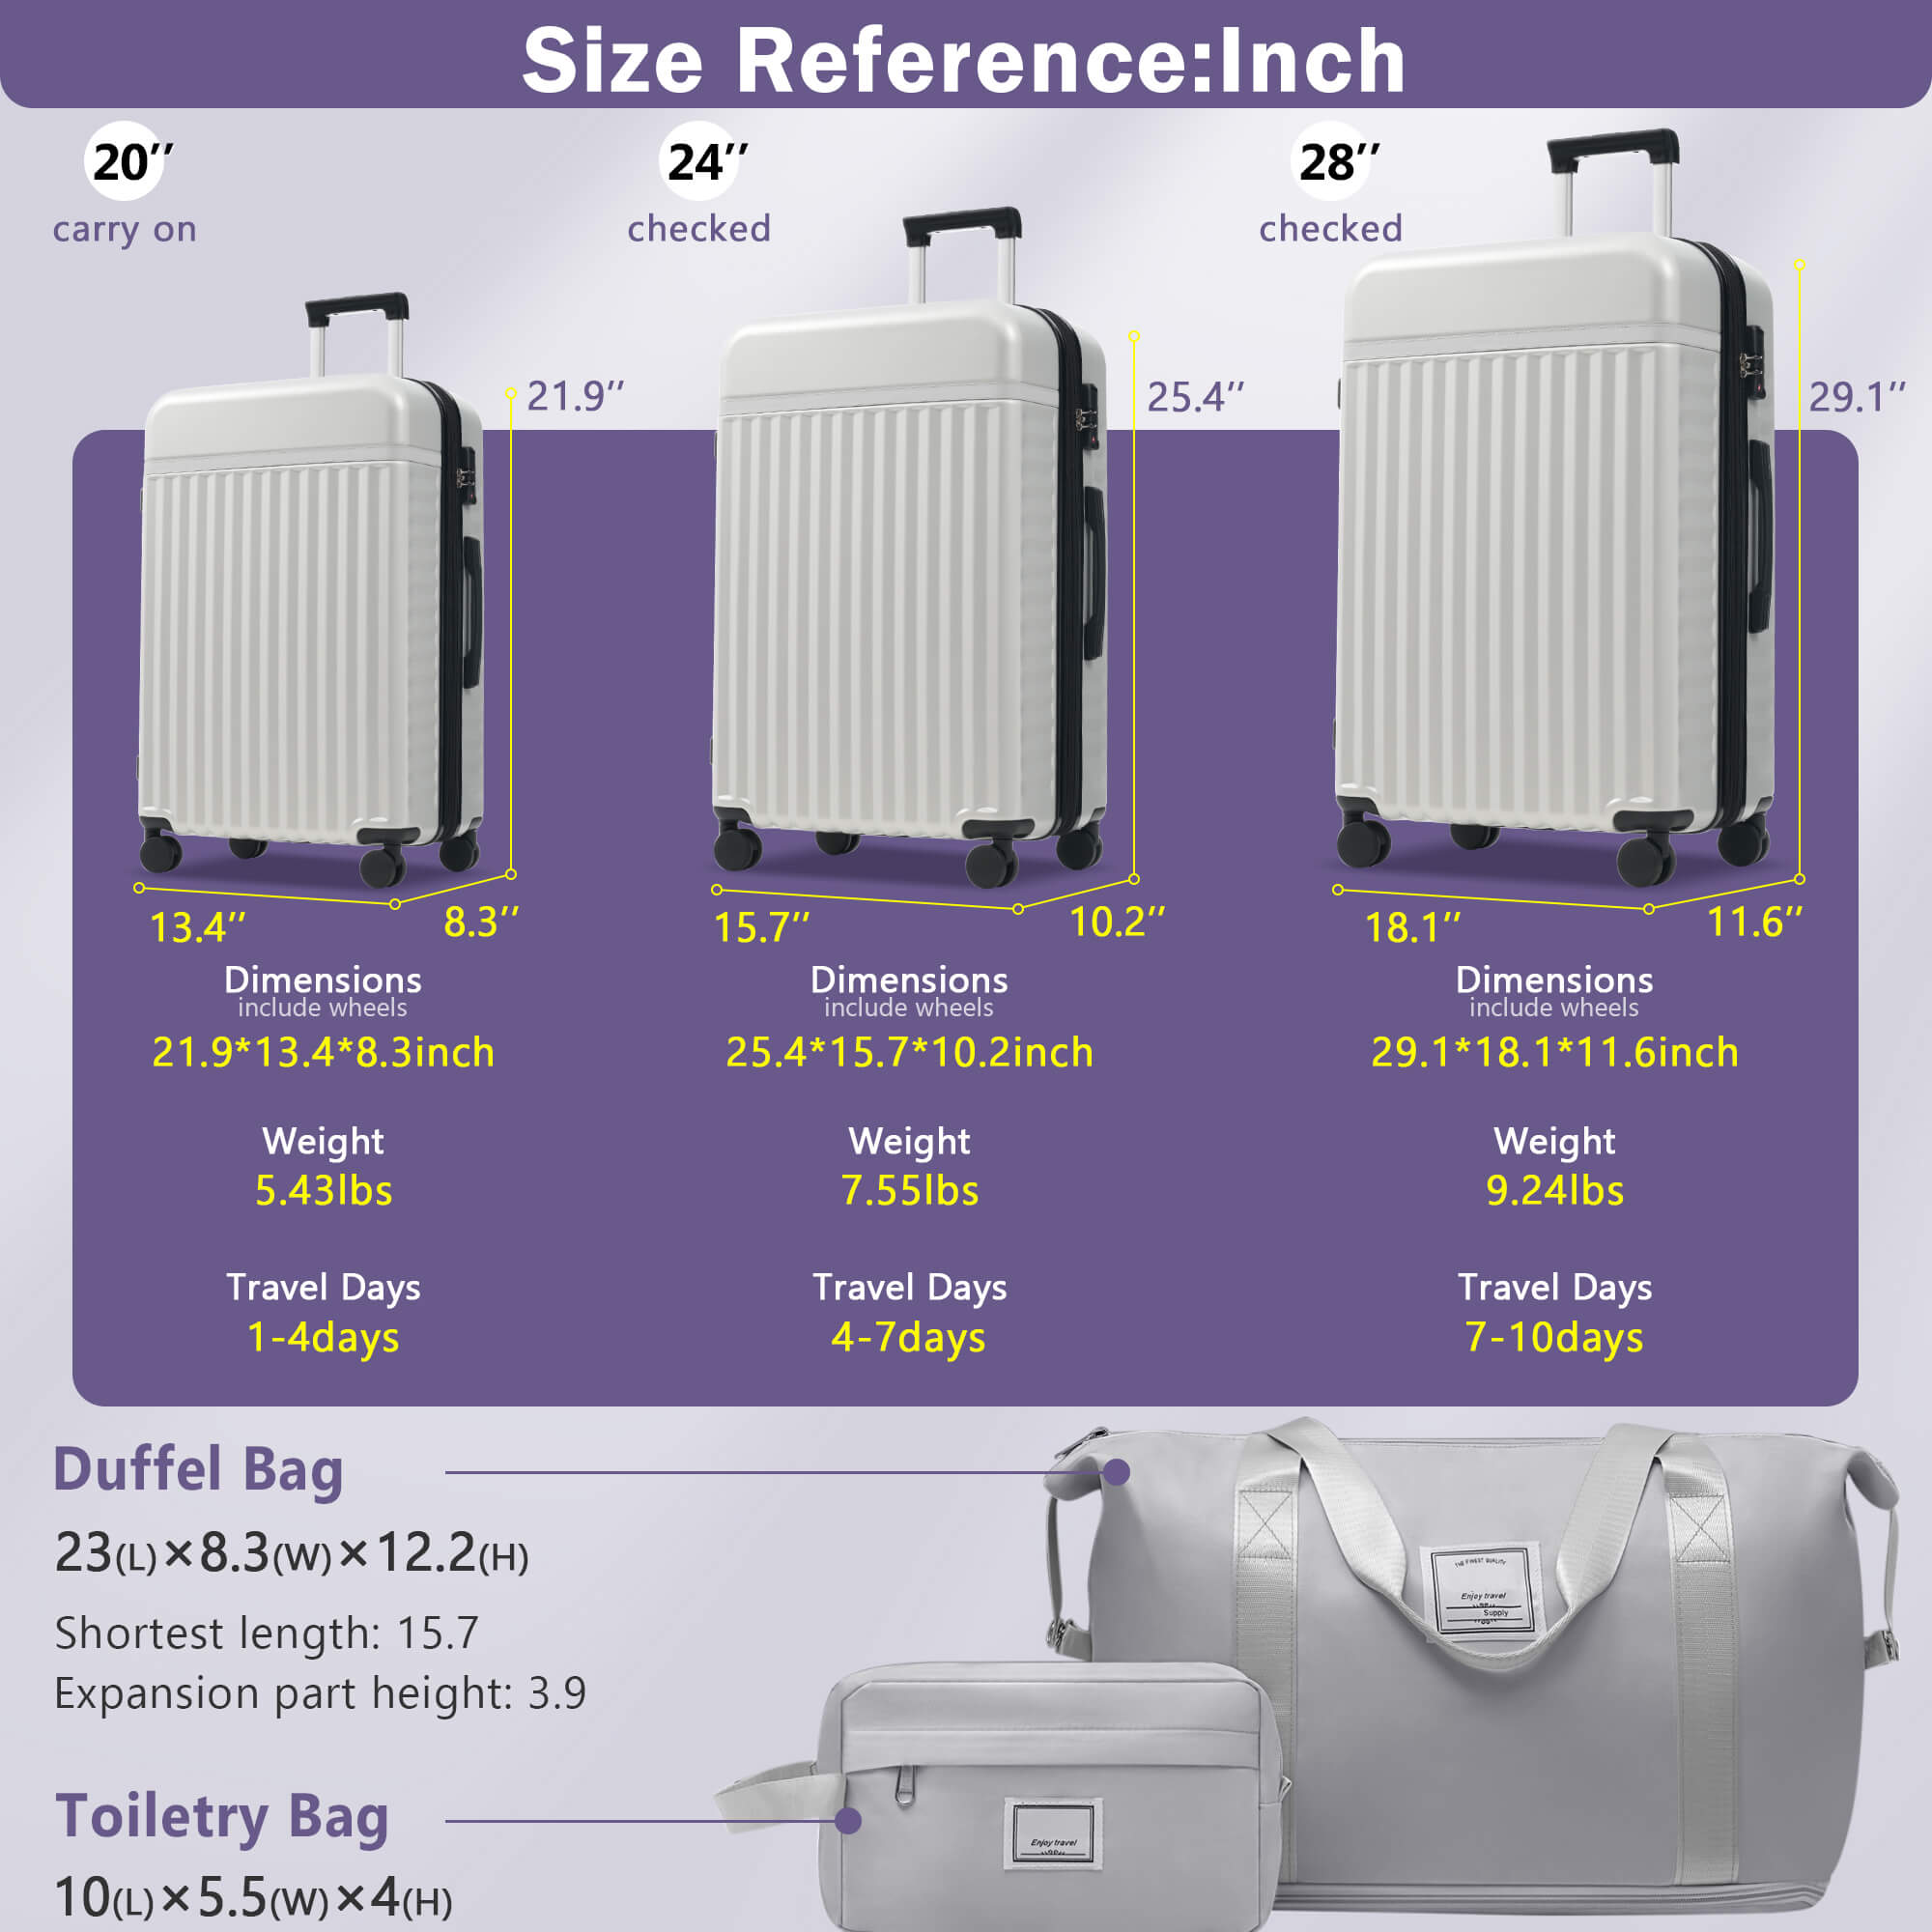 Size Reference:Inch
20’’
carry on
24’’
checked
28’’
checked
21.9’’
25.4’’
29.1’’
13.4’’
8.3’’
15.7’’
10.2’’
18.1’’
11.6’’
Dimensions
include wheels
21.9*13.4*8.3inch
Weight
5.43lbs
Travel Days
1-4days
Dimensions
include wheels
25.4*15.7*10.2inch
Weight
7.55lbs
Travel Days
4-7days
Dimensions
include wheels
29.1*18.1*11.6inch
Weight
9.24lbs
Travel Days
7-10days
Duffel Bag
23(L)×8.3(W)×12.2(H)
Shortest length: 15.7
Expansion part height: 3.9
THE FINEST QUALITY
Enjoy travel
Supply
Toiletry Bag
10(L)×5.5(W)×4(H)
Enjoy travel